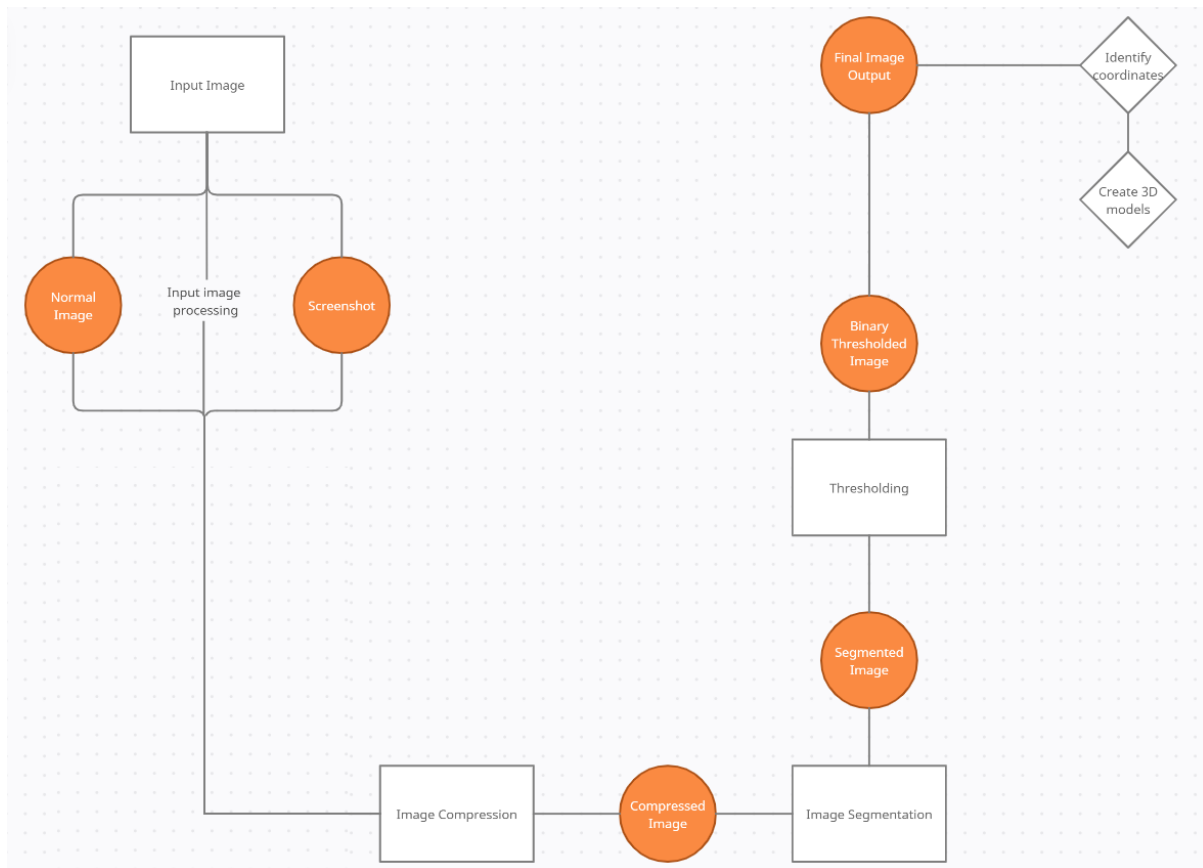 Input Image
Normal
Image
Input image
processing
Screenshot
Image Compression
Compressed
Image
Image Segmentation
Segmented
Image
Thresholding
Binary
Thresholded
Image
Final Image
Output
Identify
coordinates
Create 3D
models